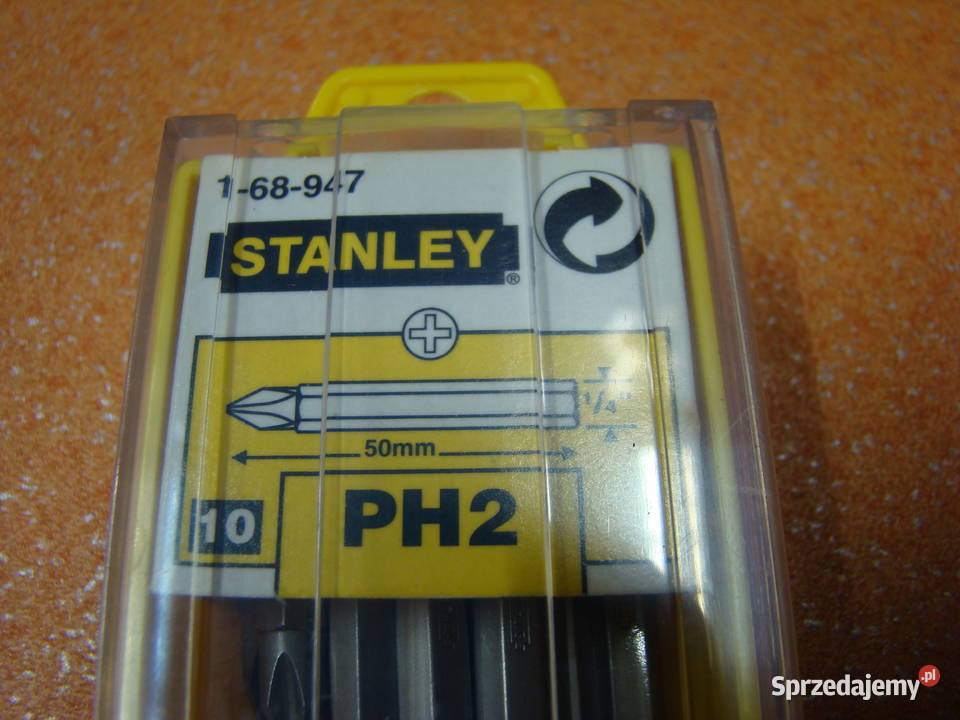 1-68-947
STANLEY®
1/4"
50mm
10
PH2
Sprzedajemy.pl